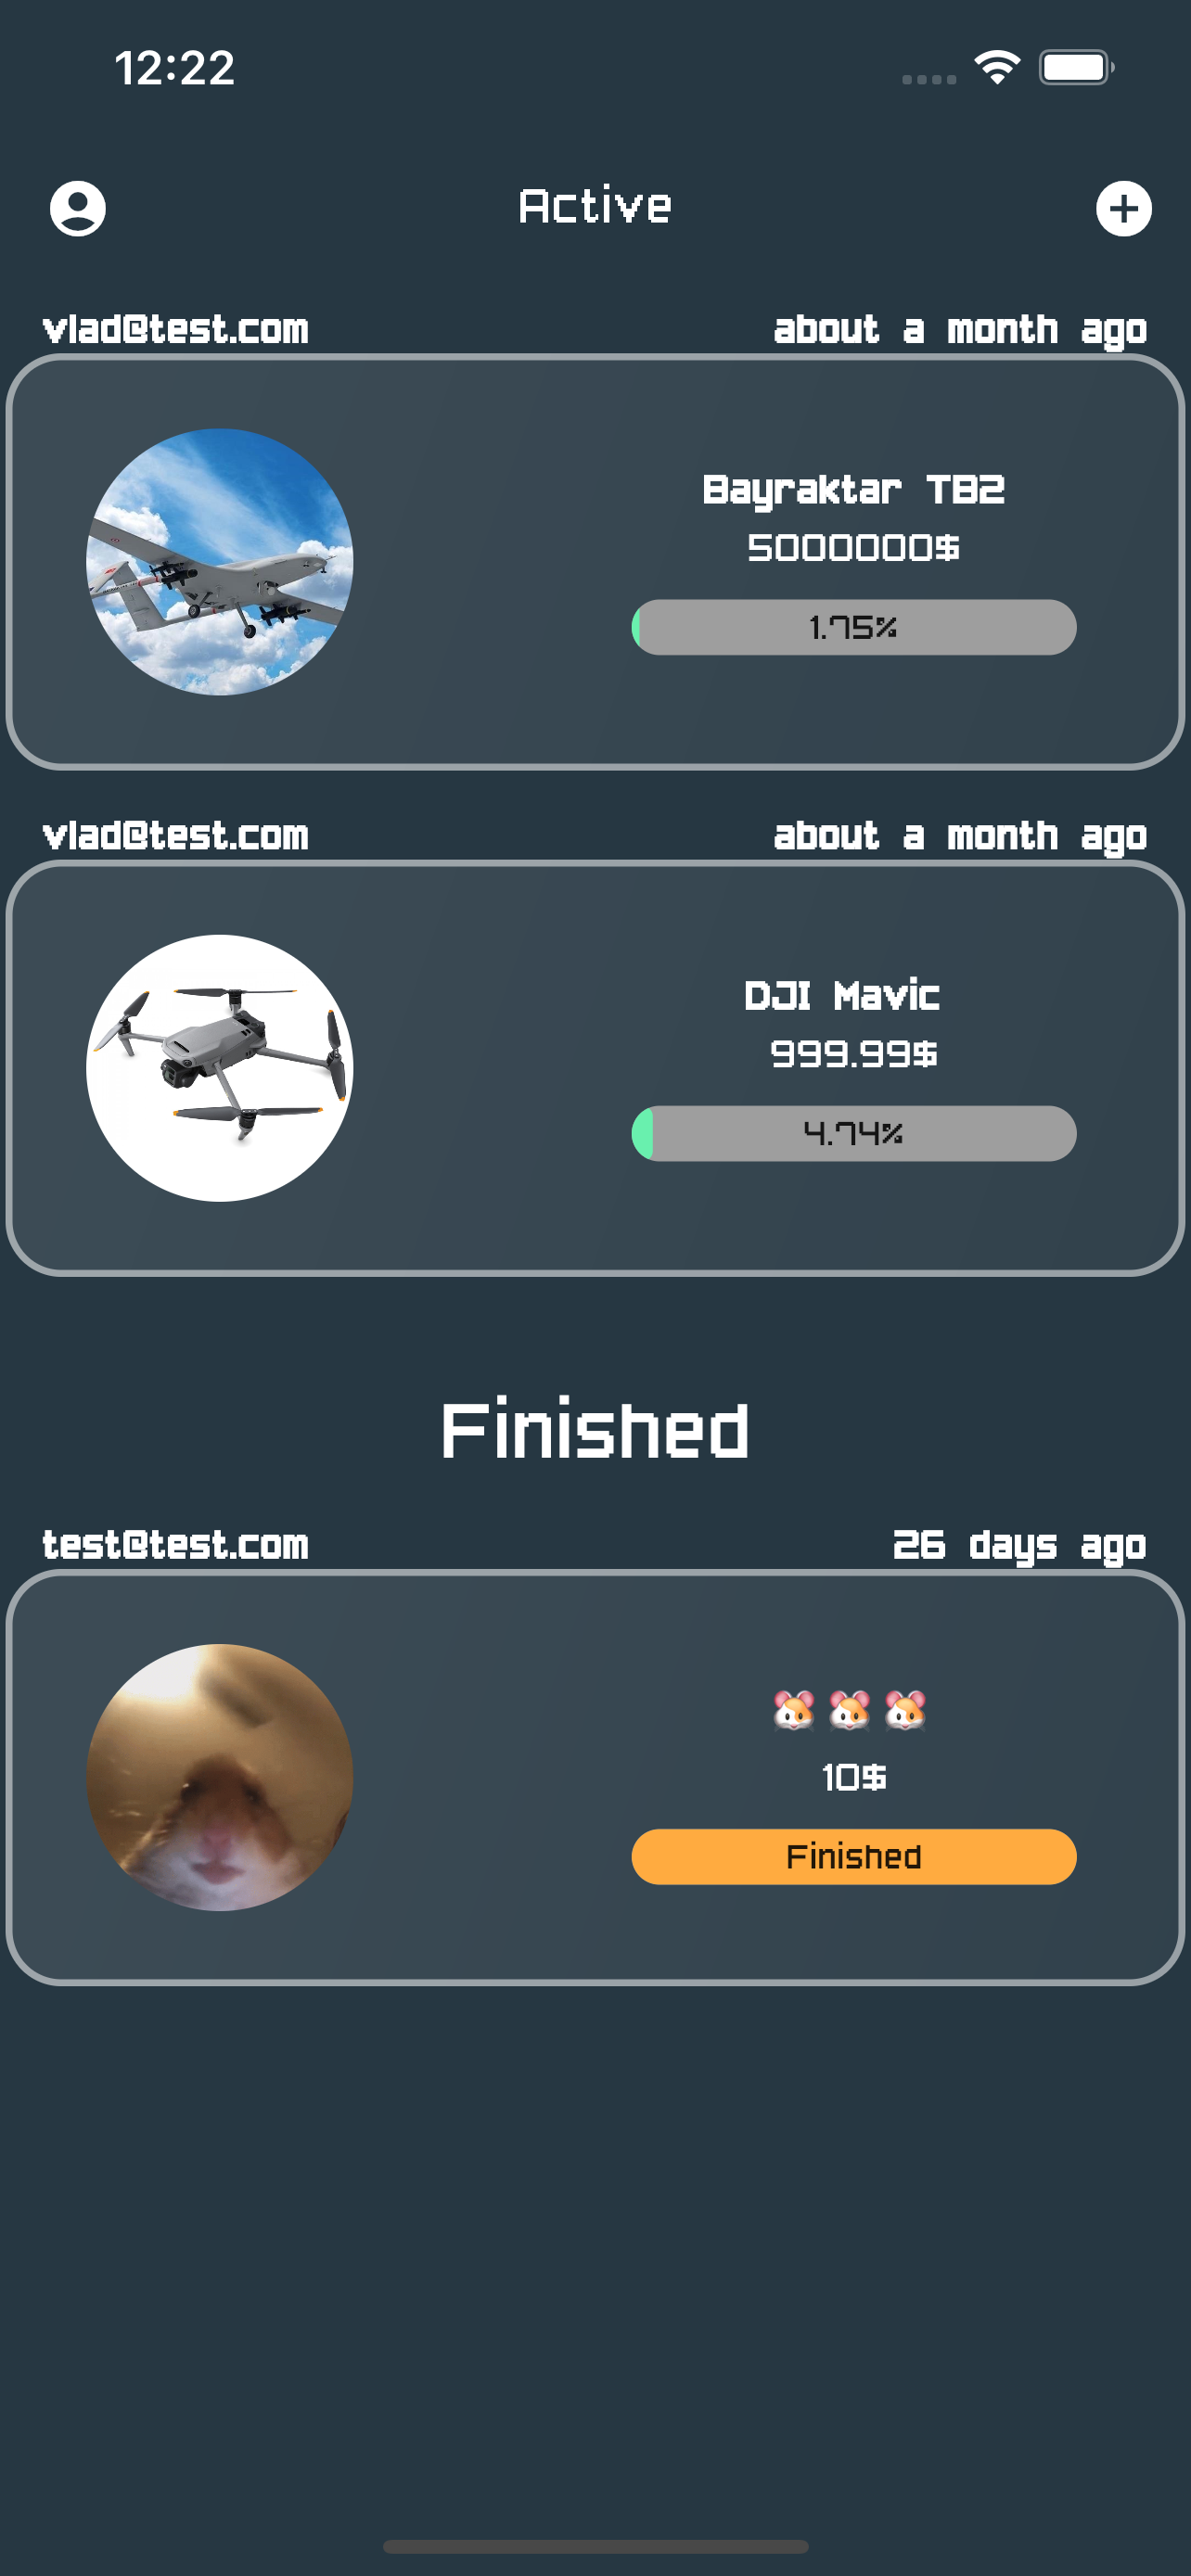 12:22
Active
vlad@test.com about a month ago
Bayraktar TB2
5000000$
1.75%
vlad@test.com about a month ago
DJI Mavic
999.99$
4.74%
Finished
test@test.com 26 days ago
🐹🐹🐹
10$
Finished